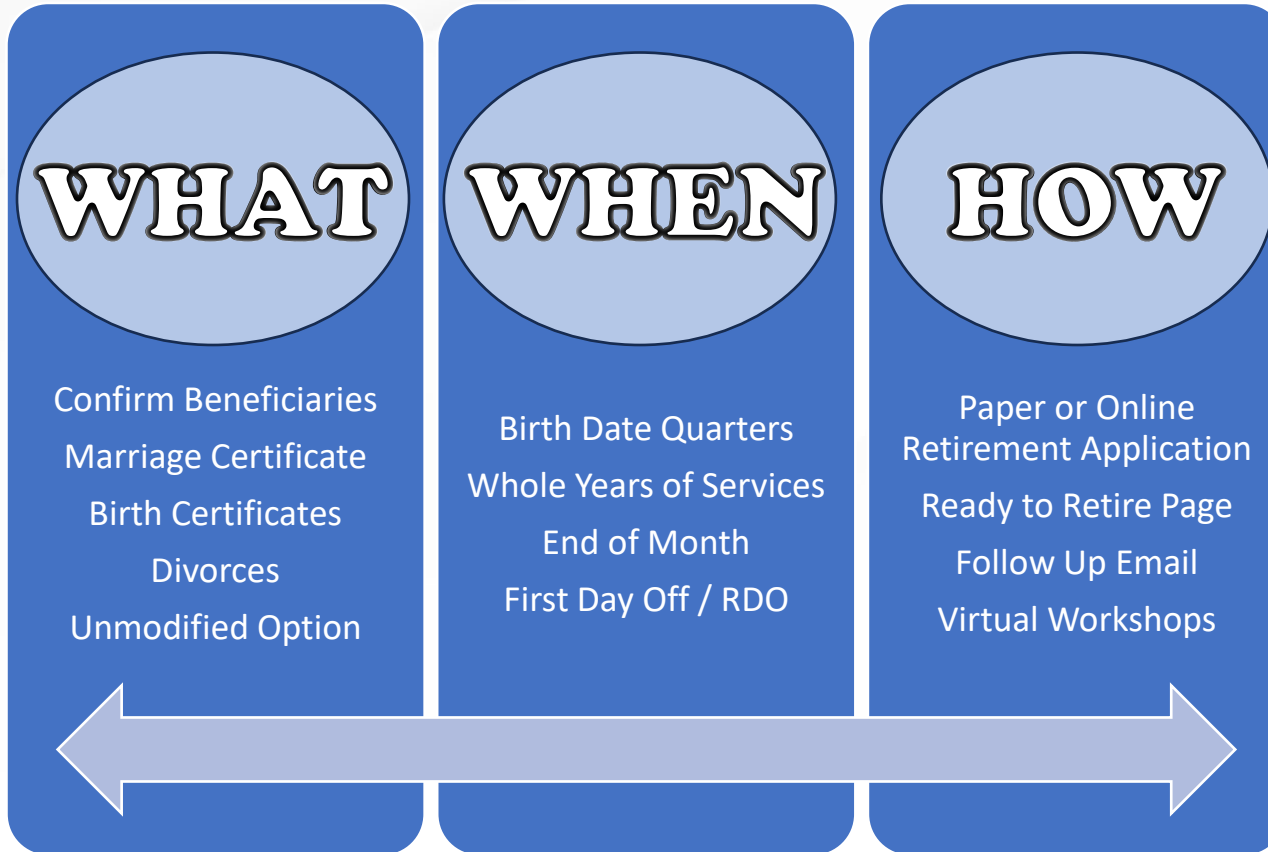 WHAT
Confirm Beneficiaries
Marriage Certificate
Birth Certificates
Divorces
Unmodified Option
WHEN
Birth Date Quarters
Whole Years of Services
End of Month
First Day Off / RDO
HOW
Paper or Online
Retirement Application
Ready to Retire Page
Follow Up Email
Virtual Workshops